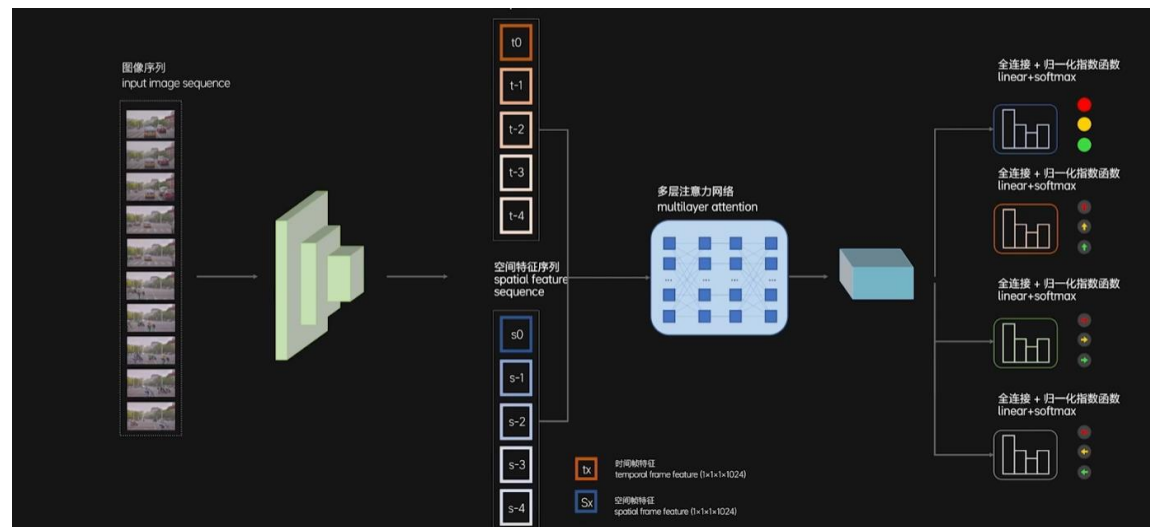 图像序列
input image sequence
t0
t-1
t-2
t-3
t-4
空间特征序列
spatial feature
sequence
s0
s-1
s-2
s-3
s-4
多层注意力网络
multilayer attention
tx
时间帧特征
temporal frame feature (1×1×1×1024)
Sx
空间帧特征
spatial frame feature (1×1×1×1024)
全连接 + 归一化指数函数
linear+softmax
全连接 + 归一化指数函数
linear+softmax
全连接 + 归一化指数函数
linear+softmax
全连接 + 归一化指数函数
linear+softmax